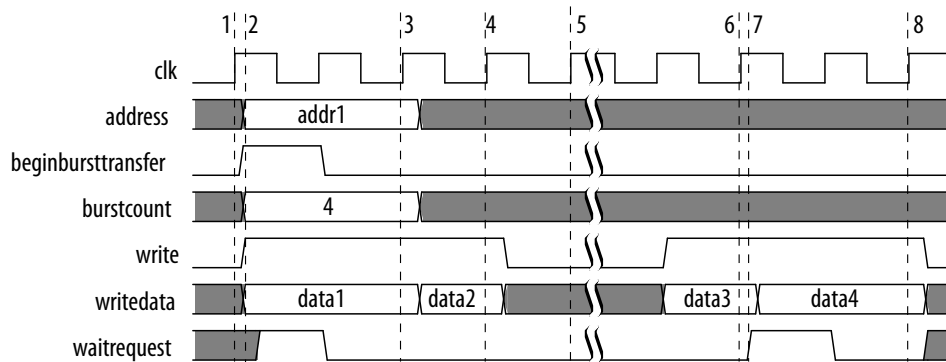 1 2 3 4 5 6 7 8
clk
address addr1
beginbursttransfer
burstcount 4
write
writedata data1 data2 data3 data4
waitrequest